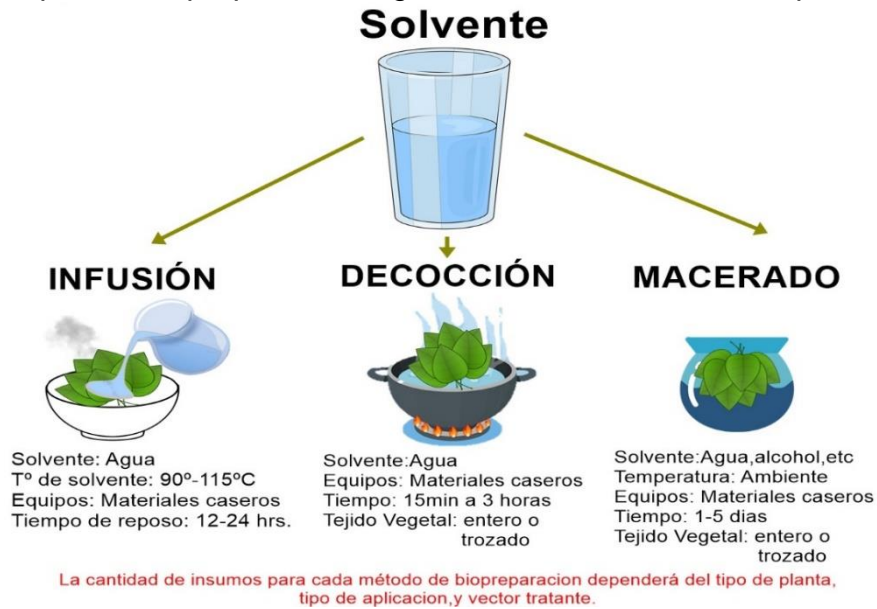 Solvente
INFUSIÓN
Solvente: Agua
Tº de solvente: 90º-115ºC
Equipos: Materiales caseros
Tiempo de reposo: 12-24 hrs.
DECOCCIÓN
Solvente:Agua
Equipos: Materiales caseros
Tiempo: 15min a 3 horas
Tejido Vegetal: entero o
trozado
MACERADO
Solvente:Agua,alcohol,etc
Temperatura: Ambiente
Equipos: Materiales caseros
Tiempo: 1-5 dias
Tejido Vegetal: entero o
trozado
La cantidad de insumos para cada método de biopreparacion dependerá del tipo de planta,
tipo de aplicacion,y vector tratante.